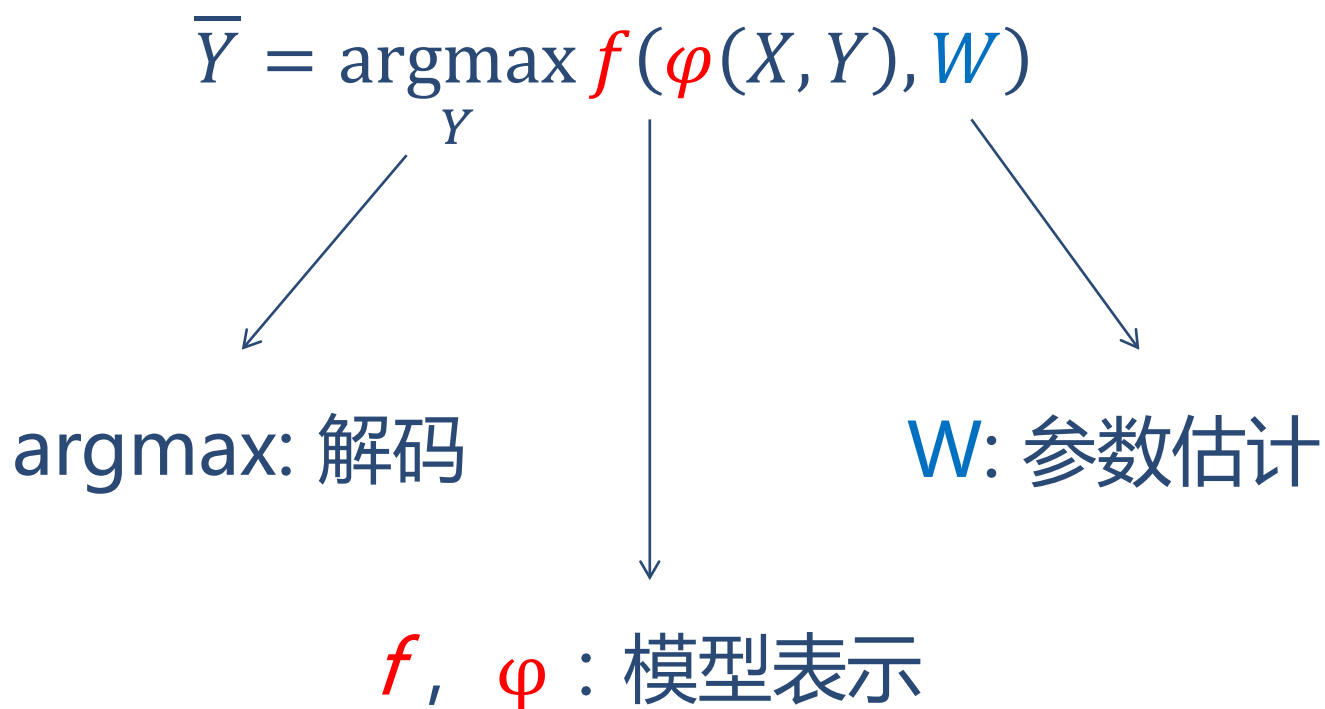 Y̅ = argmax f(φ(X,Y),W)
Y
argmax: 解码
W: 参数估计
f, φ：模型表示